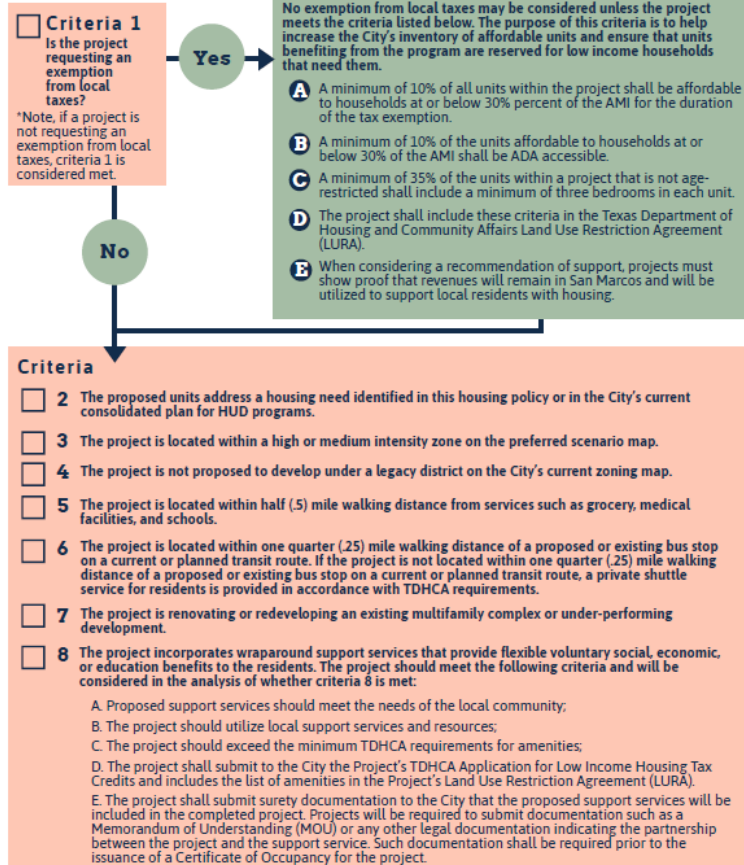 Criteria 1
Is the project
requesting an
exemption
from local
taxes?
*Note, if a project is
not requesting an
exemption from local
taxes, criteria 1 is
considered met.
Yes
No exemption from local taxes may be considered unless the project
meets the criteria listed below. The purpose of this criteria is to help
increase the City's inventory of affordable units and ensure that units
benefiting from the program are reserved for low income households
that need them.
A A minimum of 10% of all units within the project shall be affordable
to households at or below 30% percent of the AMI for the duration
of the tax exemption.
B A minimum of 10% of the units affordable to households at or
below 30% of the AMI shall be ADA accessible.
C A minimum of 35% of the units within a project that is not age-
restricted shall include a minimum of three bedrooms in each unit.
D The project shall include these criteria in the Texas Department of
Housing and Community Affairs Land Use Restriction Agreement
(LURA).
E When considering a recommendation of support, projects must
show proof that revenues will remain in San Marcos and will be
utilized to support local residents with housing.
No
Criteria
2 The proposed units address a housing need identified in this housing policy or in the City's current
consolidated plan for HUD programs.
3 The project is located within a high or medium intensity zone on the preferred scenario map.
4 The project is not proposed to develop under a legacy district on the City's current zoning map.
5 The project is located within half (.5) mile walking distance from services such as grocery, medical
facilities, and schools.
6 The project is located within one quarter (.25) mile walking distance of a proposed or existing bus stop
on a current or planned transit route. If the project is not located within one quarter (.25) mile walking
distance of a proposed or existing bus stop on a current or planned transit route, a private shuttle
service for residents is provided in accordance with TDHCA requirements.
7 The project is renovating or redeveloping an existing multifamily complex or under-performing
development.
8 The project incorporates wraparound support services that provide flexible voluntary social, economic,
or education benefits to the residents. The project should meet the following criteria and will be
considered in the analysis of whether criteria 8 is met:
A. Proposed support services should meet the needs of the local community;
B. The project should utilize local support services and resources;
C. The project should exceed the minimum TDHCA requirements for amenities;
D. The project shall submit to the City the Project's TDHCA Application for Low Income Housing Tax
Credits and includes the list of amenities in the Project's Land Use Restriction Agreement (LURA).
E. The project shall submit surety documentation to the City that the proposed support services will be
included in the completed project. Projects will be required to submit documentation such as a
Memorandum of Understanding (MOU) or any other legal documentation indicating the partnership
between the project and the support service. Such documentation shall be required prior to the
issuance of a Certificate of Occupancy for the project.